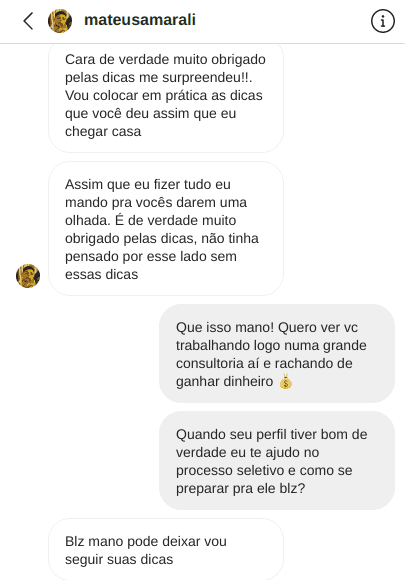 mateusamarali
Cara de verdade muito obrigado
pelas dicas me surpreendeu!!.
Vou colocar em prática as dicas
que você deu assim que eu
chegar casa
Assim que eu fizer tudo eu
mando pra vocês darem uma
olhada. É de verdade muito
obrigado pelas dicas, não tinha
pensado por esse lado sem
essas dicas
Que isso mano! Quero ver vc
trabalhando logo numa grande
consultoria aí e rachando de
ganhar dinheiro 💰
Quando seu perfil tiver bom de
verdade eu te ajudo no
processo seletivo e como se
preparar pra ele blz?
Blz mano pode deixar vou
seguir suas dicas